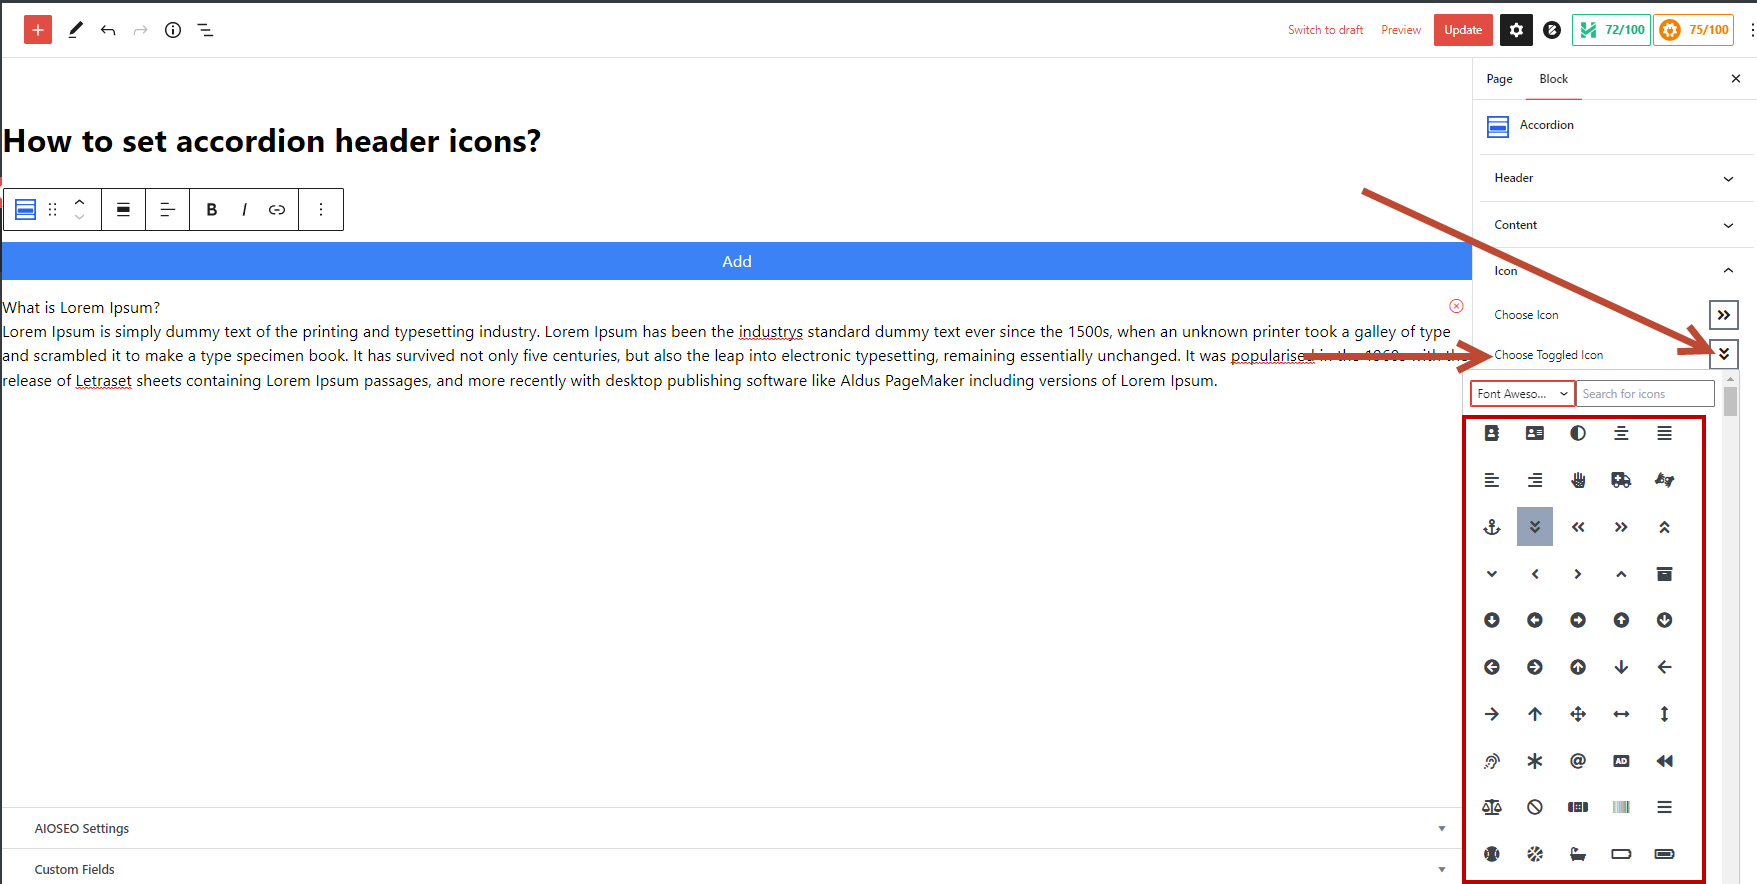 Switch to draft Preview Update 72/100 75/100
Page Block
Accordion
How to set accordion header icons?
Header
B I
Content
Add
Icon
What is Lorem Ipsum?
Choose Icon
Lorem Ipsum is simply dummy text of the printing and typesetting industry. Lorem Ipsum has been the industrys standard dummy text ever since the 1500s, when an unknown printer took a galley of type
and scrambled it to make a type specimen book. It has survived not only five centuries, but also the leap into electronic typesetting, remaining essentially unchanged. It was popularised in the 1960s with the
Choose Toggled Icon
release of Letraset sheets containing Lorem Ipsum passages, and more recently with desktop publishing software like Aldus PageMaker including versions of Lorem Ipsum.
Font Aweso... Search for icons
@ AD
AIOSEO Settings
Custom Fields